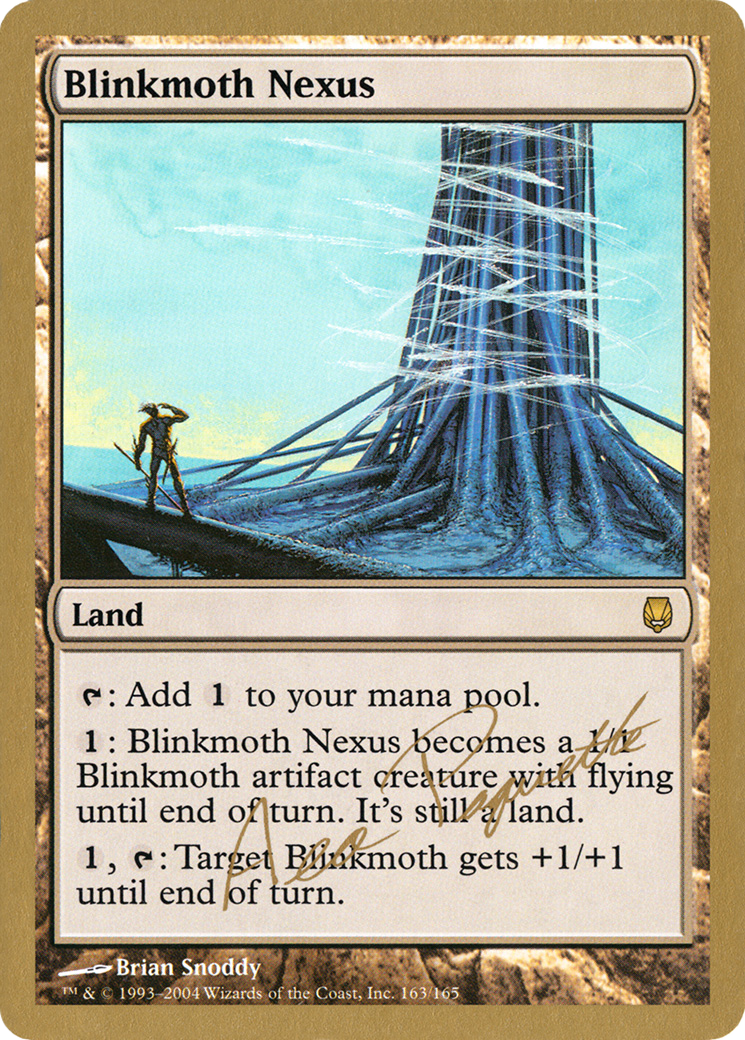 Blinkmoth Nexus
Land
: Add 1 to your mana pool.
1 : Blinkmoth Nexus becomes a 1/1
Blinkmoth artifact creature with flying
until end of turn. It's still a land.
1 , : Target Blinkmoth gets +1/+1
until end of turn.
Aeo Paquette
Brian Snoddy
™ & © 1993–2004 Wizards of the Coast, Inc. 163/165